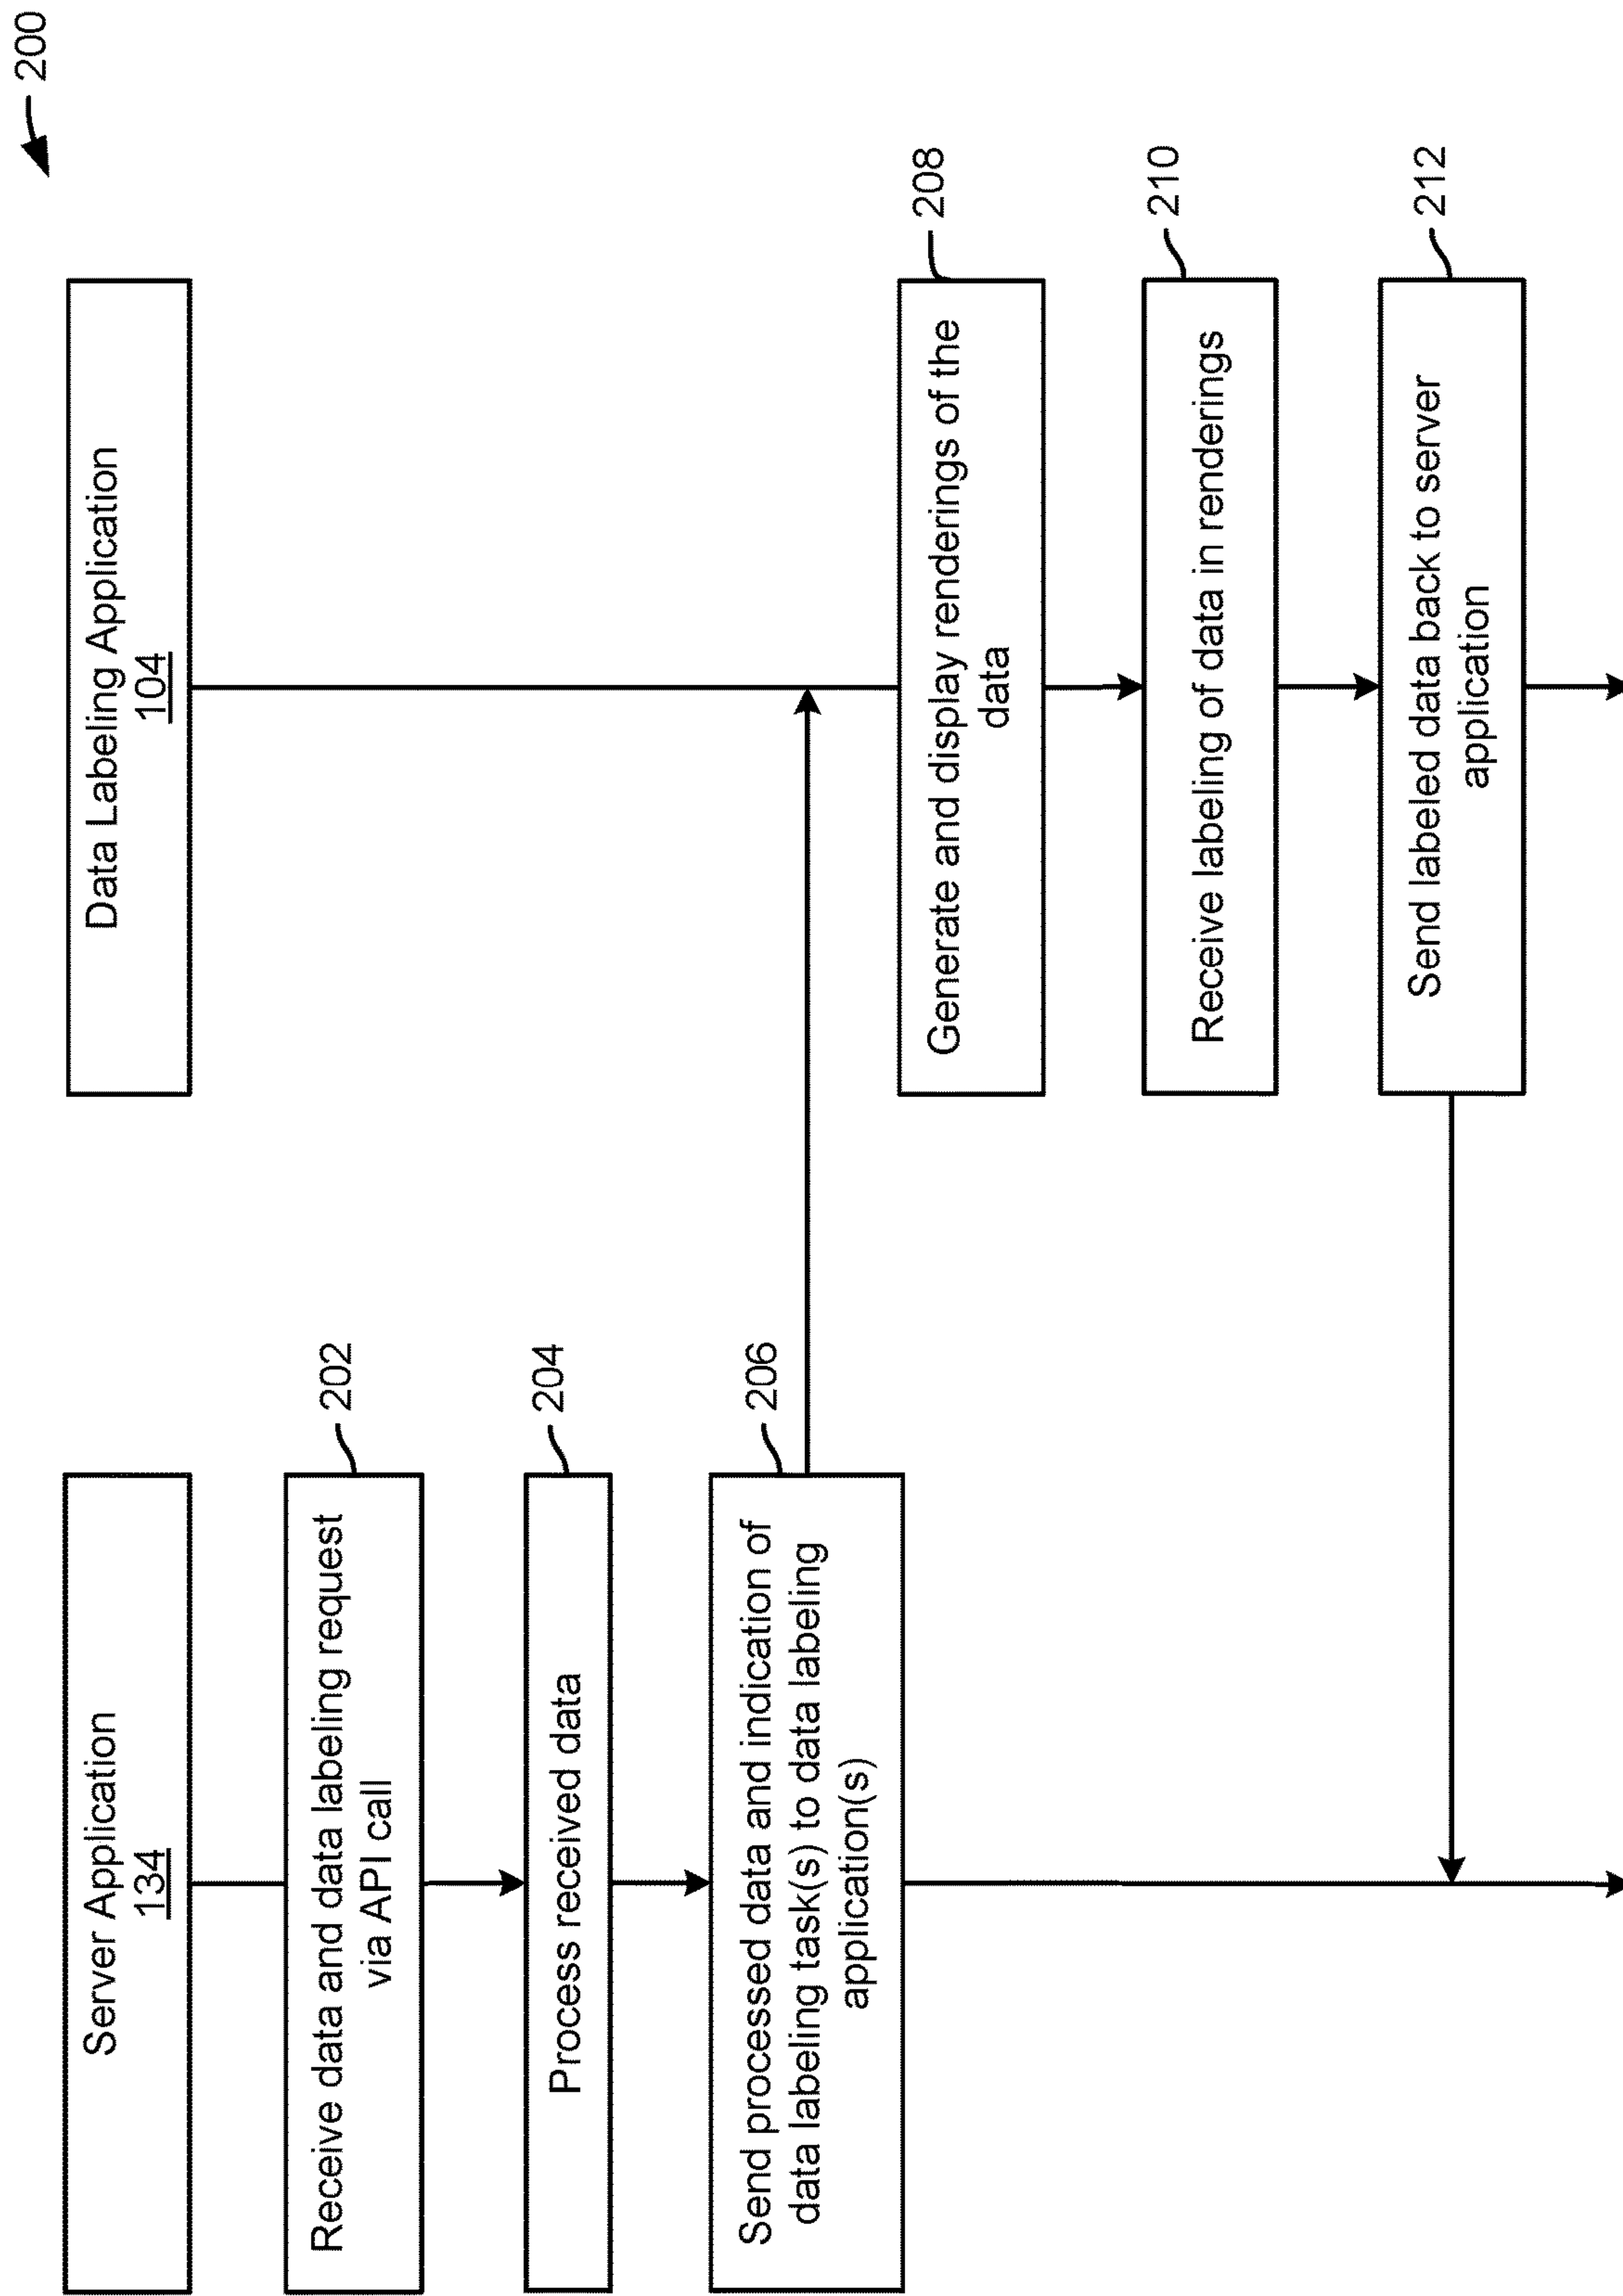 200
Server Application
134
Receive data and data labeling request
via API call
202
Process received data
204
Send processed data and indication of
data labeling task(s) to data labeling
application(s)
206
Data Labeling Application
104
Generate and display renderings of the
data
208
Receive labeling of data in renderings
210
Send labeled data back to server
application
212